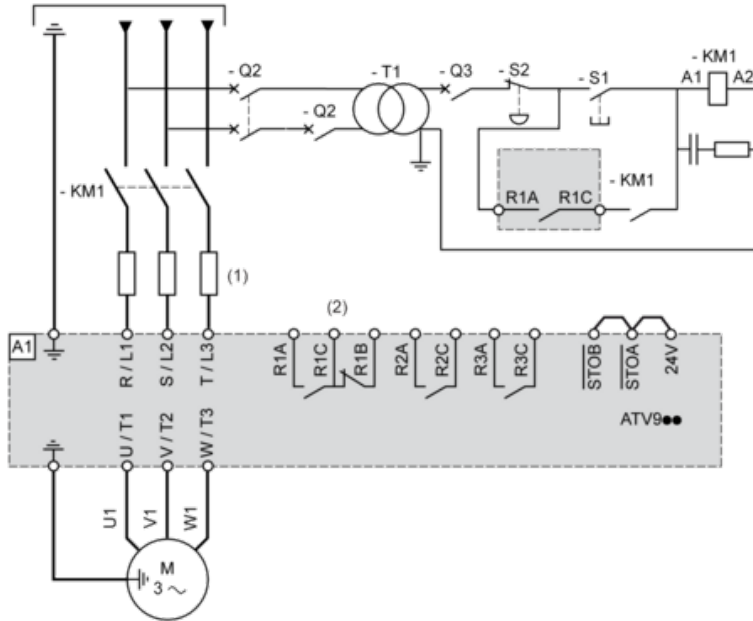 - Q2
- T1
- Q3
- S2
- S1
- KM1
A1
A2
- Q2
- KM1
R1A
R1C
- KM1
(1)
(2)
A1
R / L1
S / L2
T / L3
R1A
R1C
R1B
R2A
R2C
R3A
R3C
STOB
STOA
24V
ATV9●●
U / T1
V / T2
W / T3
U1
V1
W1
M
3 ~